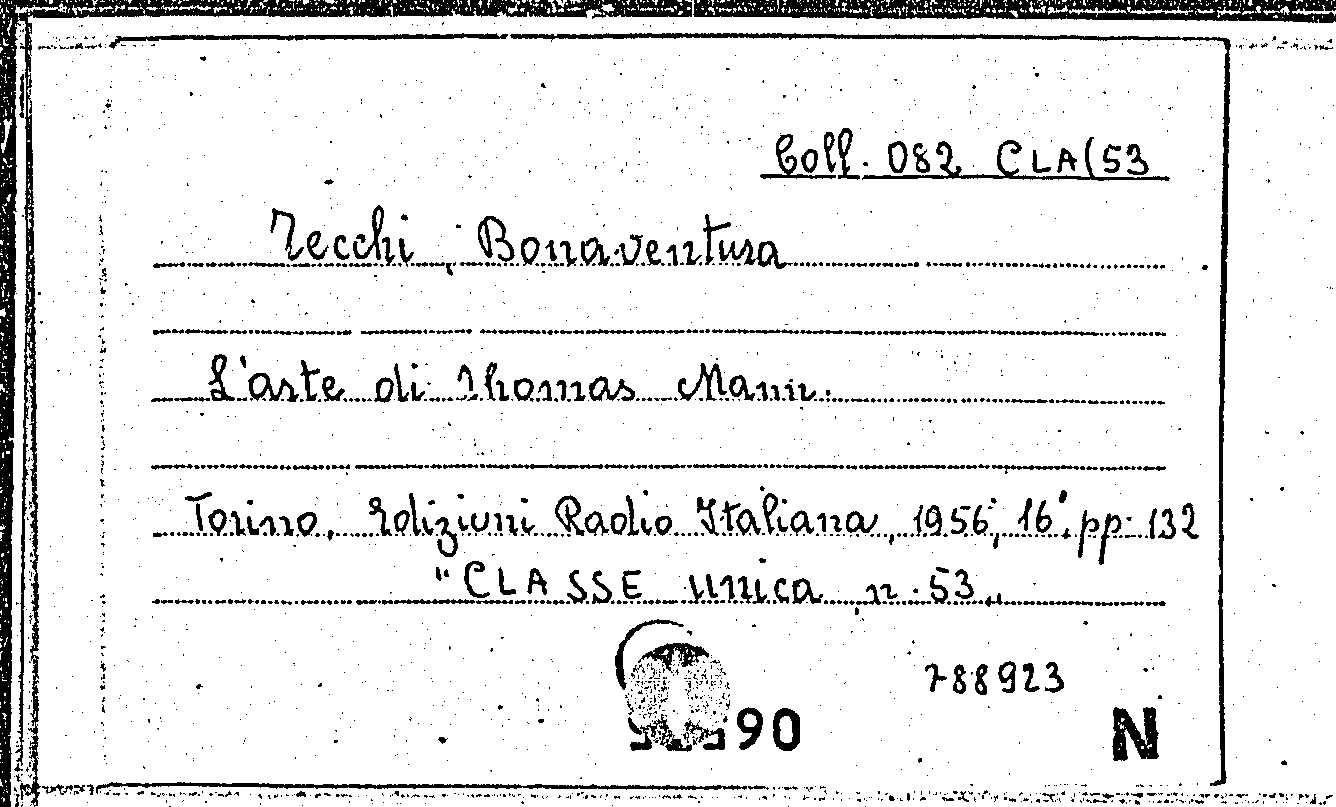 Coll. 082 CLA(53
Tecchi, Bonaventura
L'arte di Thomas Mann.
Torino, Edizioni Radio Italiana, 1956, 16°, pp. 132
"CLASSE unica n. 53"
788923
90
N